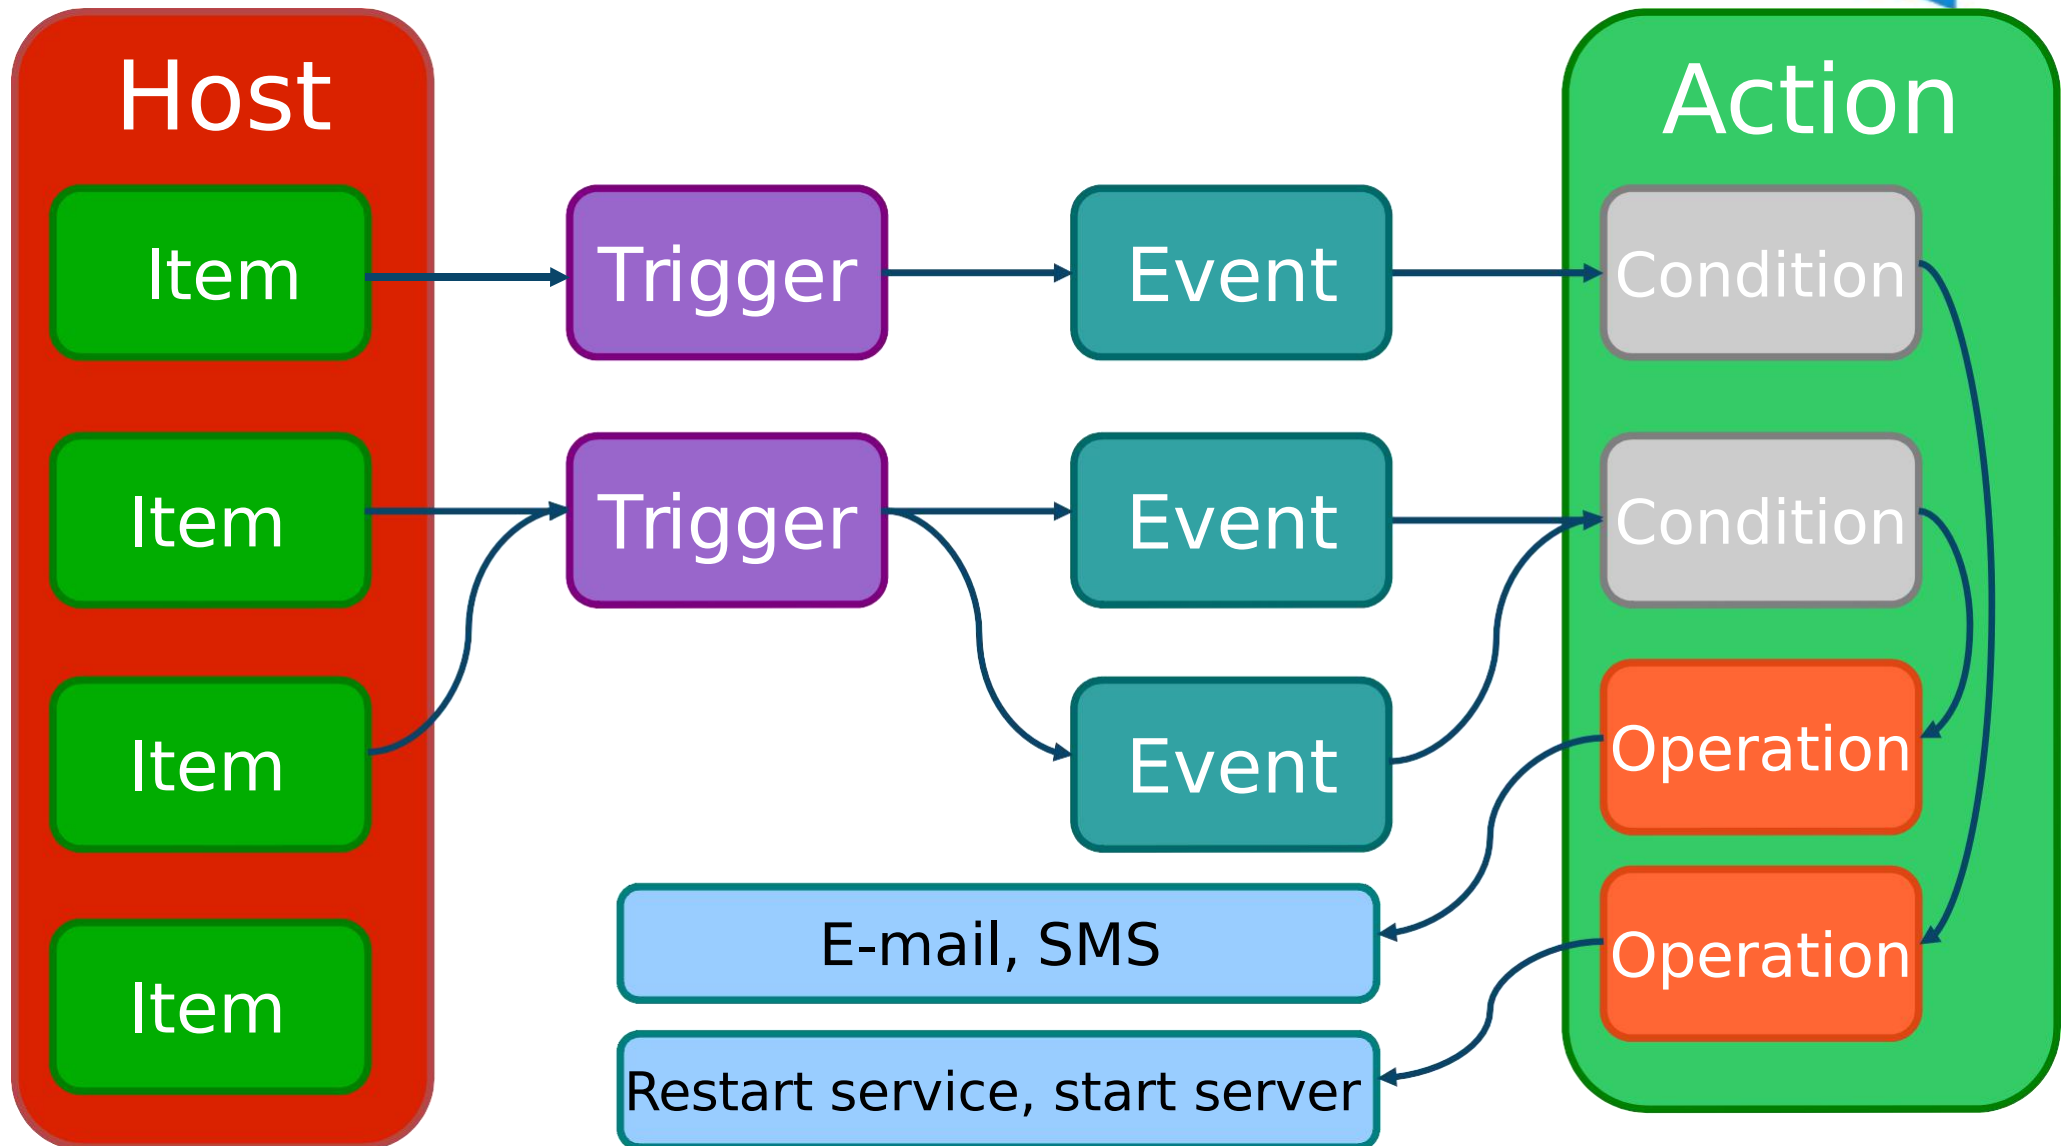 Host
Action
Item
Trigger
Event
Condition
Item
Trigger
Event
Condition
Item
Event
Operation
E-mail, SMS
Operation
Item
Restart service, start server